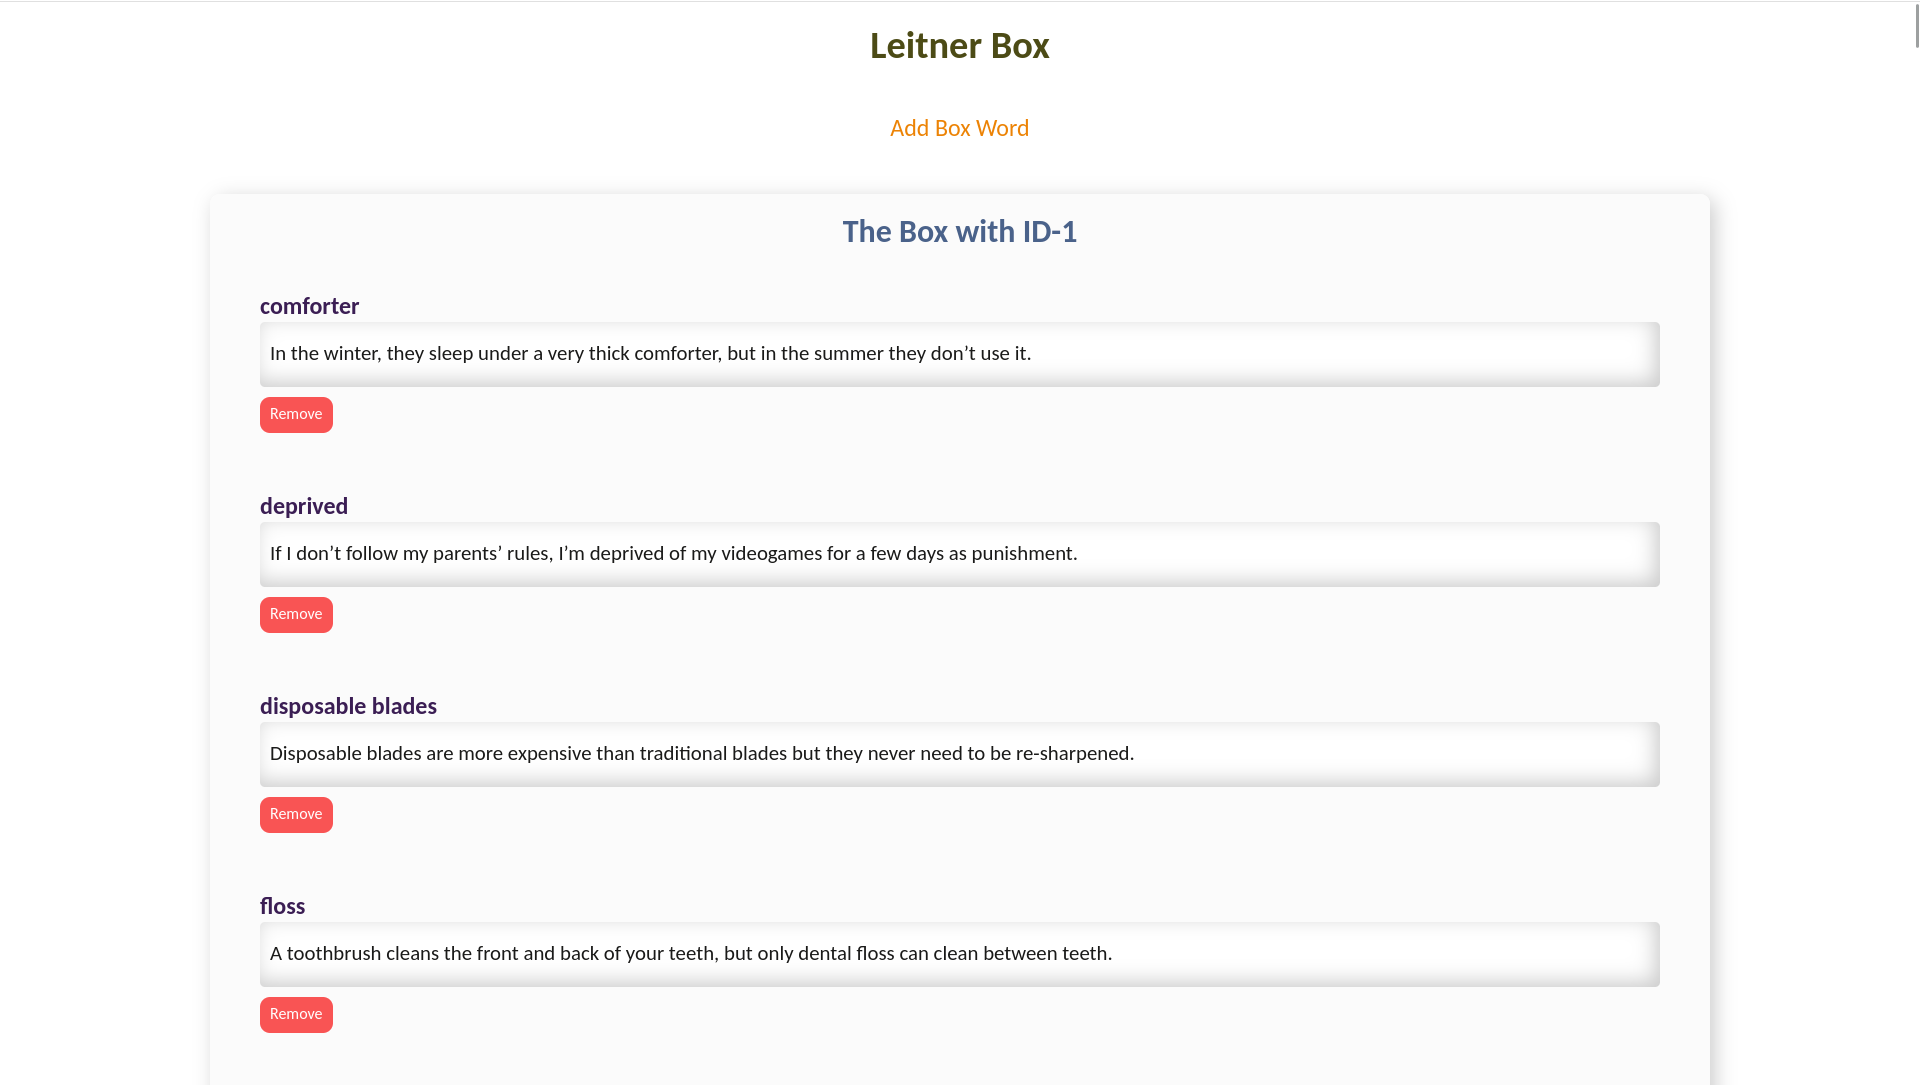 Leitner Box
Add Box Word
The Box with ID-1
comforter
In the winter, they sleep under a very thick comforter, but in the summer they don’t use it.
Remove
deprived
If I don’t follow my parents’ rules, I’m deprived of my videogames for a few days as punishment.
Remove
disposable blades
Disposable blades are more expensive than traditional blades but they never need to be re-sharpened.
Remove
floss
A toothbrush cleans the front and back of your teeth, but only dental floss can clean between teeth.
Remove